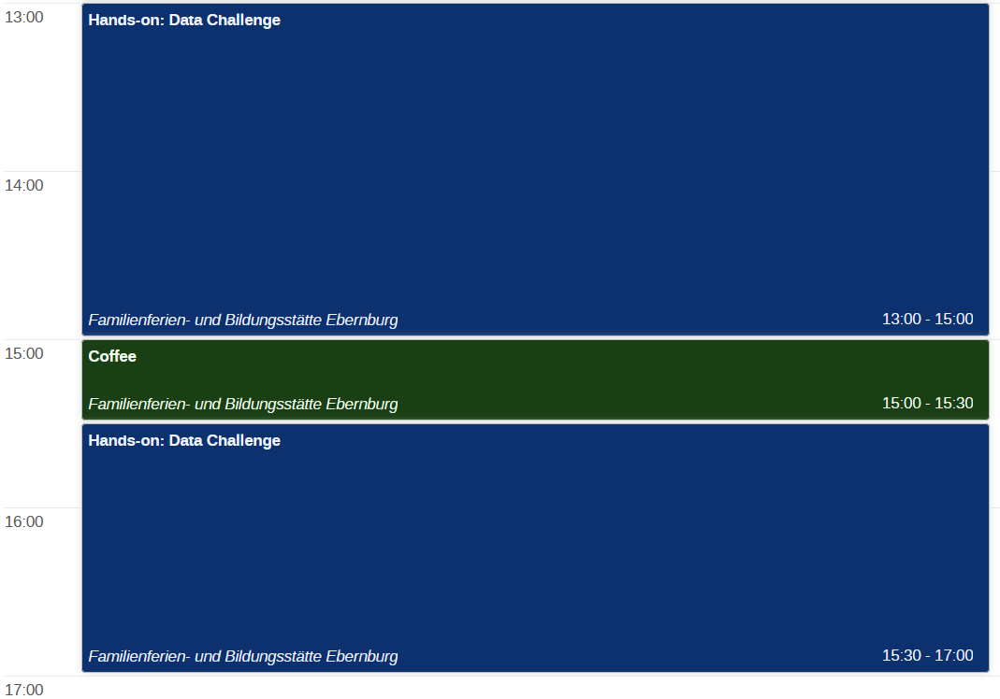 13:00
Hands-on: Data Challenge
14:00
Familienferien- und Bildungsstätte Ebernburg 13:00 - 15:00
15:00
Coffee
Familienferien- und Bildungsstätte Ebernburg 15:00 - 15:30
Hands-on: Data Challenge
16:00
Familienferien- und Bildungsstätte Ebernburg 15:30 - 17:00
17:00